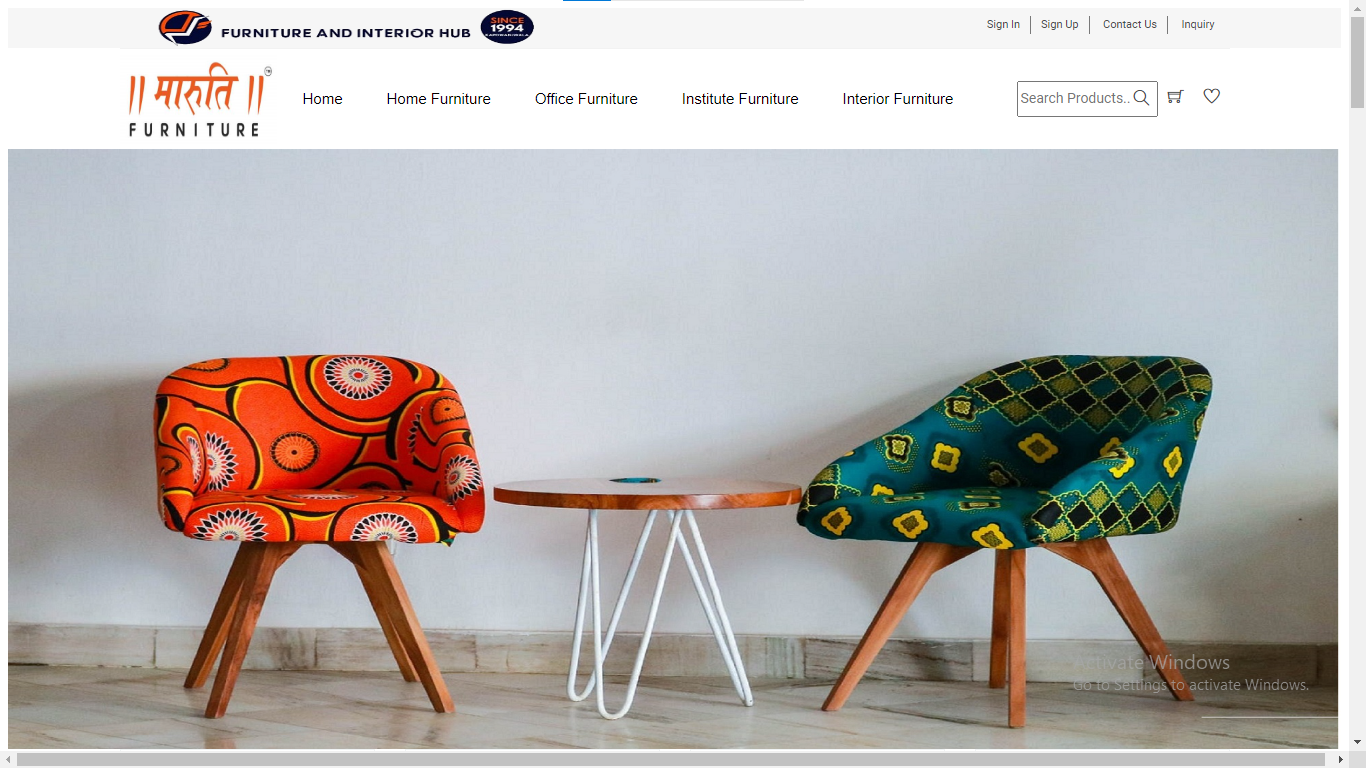 FURNITURE AND INTERIOR HUB
SINCE
1994
Sign In
Sign Up
Contact Us
Inquiry
॥ मारुति ॥
FURNITURE
Home
Home Furniture
Office Furniture
Institute Furniture
Interior Furniture
Search Products..
Activate Windows
Go to Settings to activate Windows.